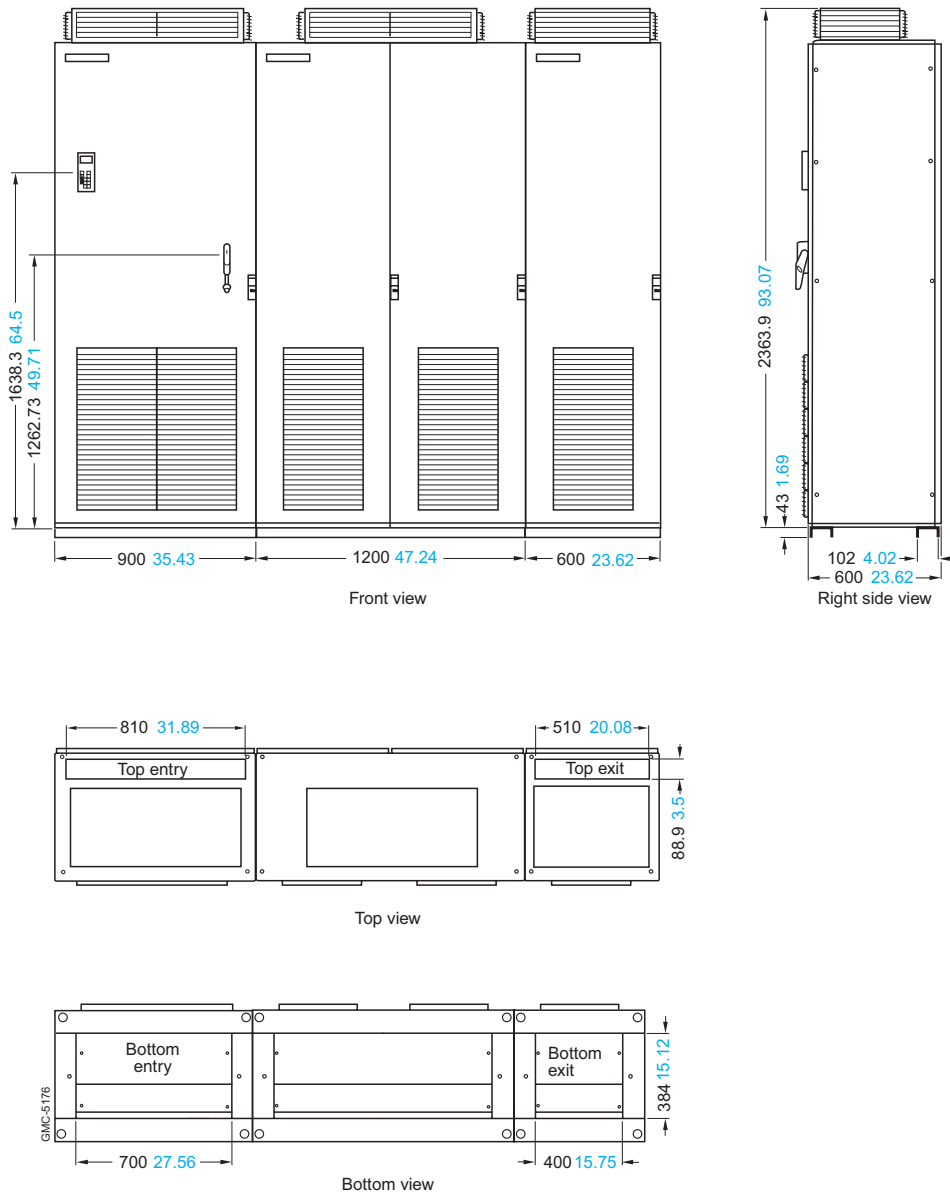 1638.3 64.5
1262.73 49.71
900 35.43
1200 47.24
600 23.62
Front view
2363.9 93.07
43 1.69
102 4.02
600 23.62
Right side view
810 31.89
510 20.08
Top entry
Top exit
88.9 3.5
Top view
Bottom
entry
Bottom
exit
384 15.12
GMC-5176
700 27.56
400 15.75
Bottom view